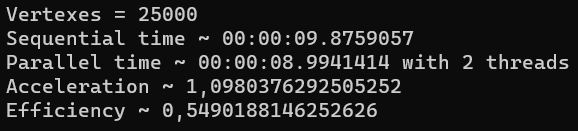 Vertexes = 25000
Sequential time ~ 00:00:09.8759057
Parallel time ~ 00:00:08.9941414 with 2 threads
Acceleration ~ 1,0980376292505252
Efficiency ~ 0,5490188146252626